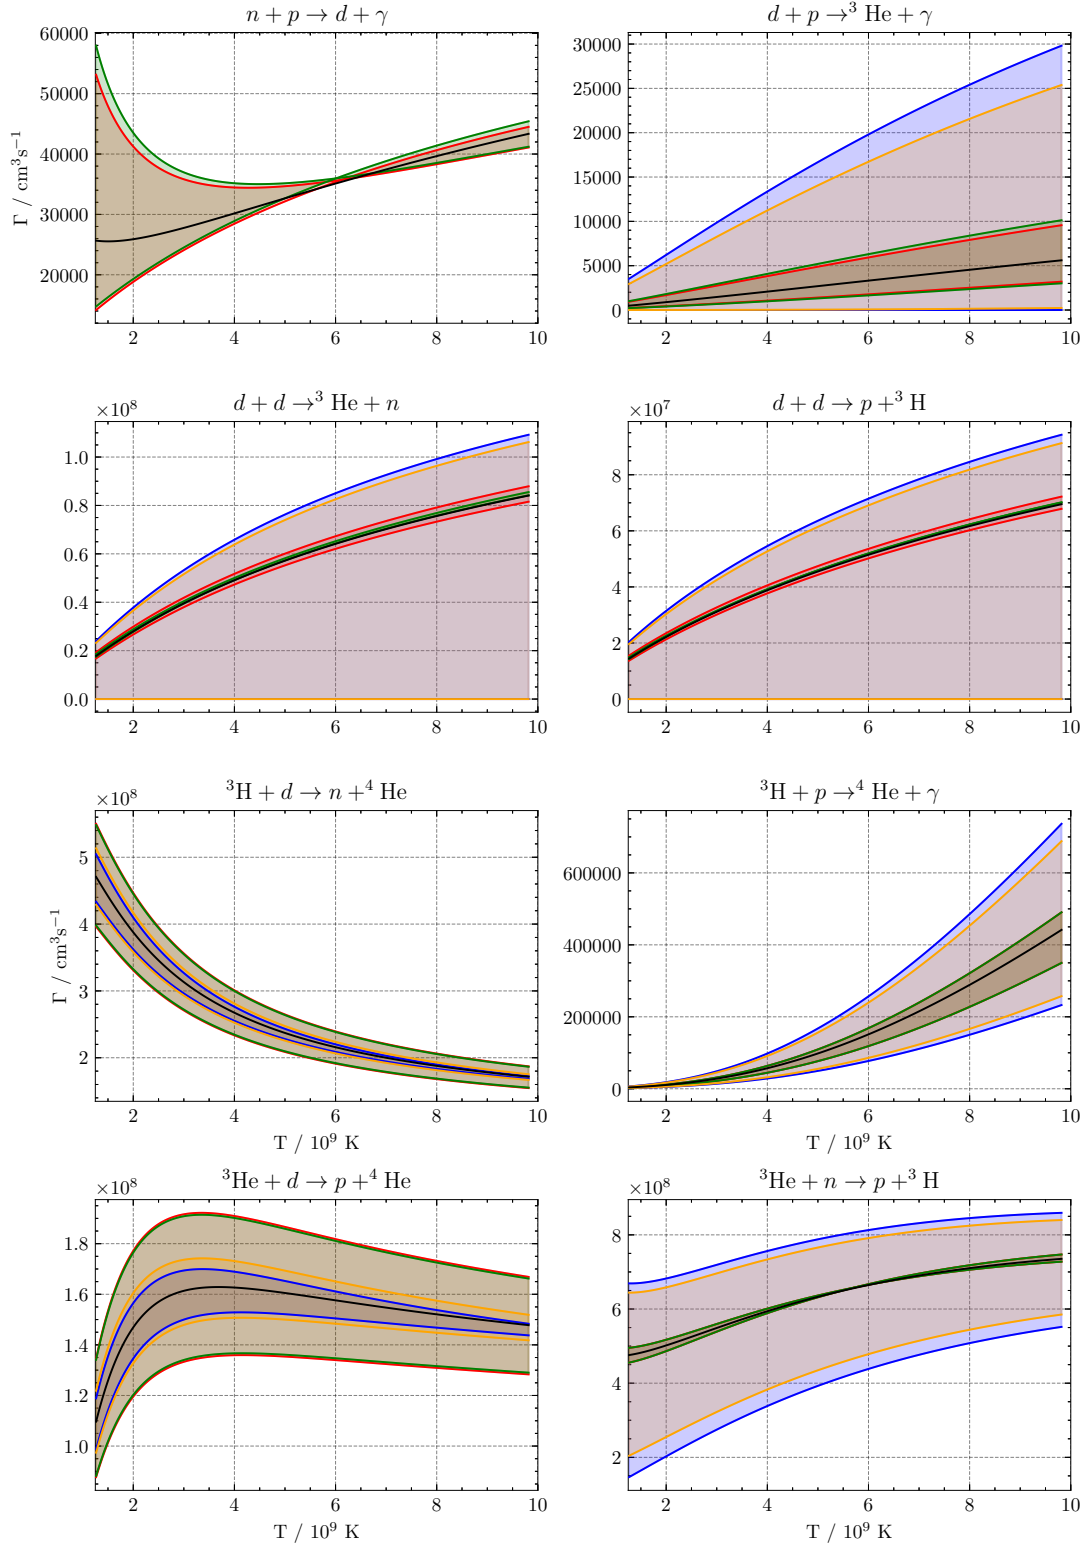 n + p → d + γ
60000
50000
40000
30000
20000
Γ / cm³s⁻¹
2 4 6 8 10
d + p →³ He + γ
30000
25000
20000
15000
10000
5000
0
2 4 6 8 10
d + d →³ He + n
×10⁸
1.0
0.8
0.6
0.4
0.2
0.0
2 4 6 8 10
d + d → p +³ H
×10⁷
8
6
4
2
0
2 4 6 8 10
³H + d → n +⁴ He
×10⁸
5
4
3
2
Γ / cm³s⁻¹
2 4 6 8 10
T / 10⁹ K
³H + p →⁴ He + γ
600000
400000
200000
0
2 4 6 8 10
T / 10⁹ K
³He + d → p +⁴ He
×10⁸
1.8
1.6
1.4
1.2
1.0
2 4 6 8 10
T / 10⁹ K
³He + n → p +³ H
×10⁸
8
6
4
2
2 4 6 8 10
T / 10⁹ K